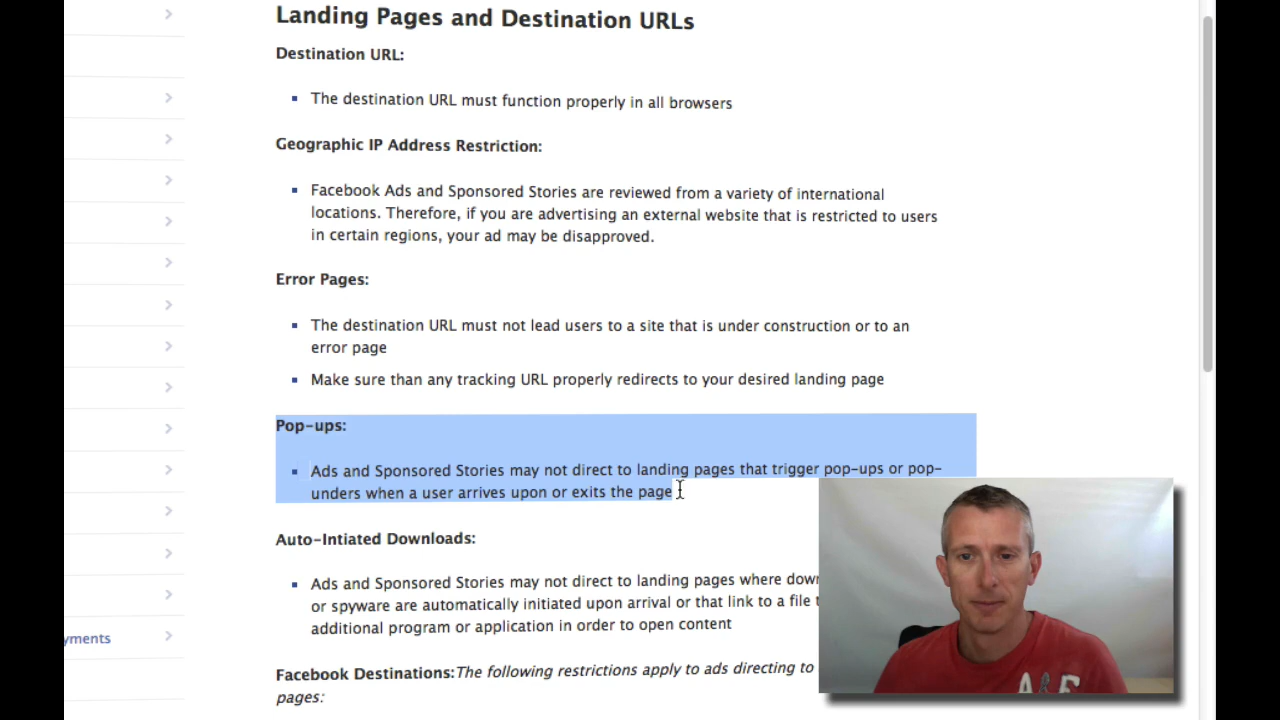 Landing Pages and Destination URLs
Destination URL:
The destination URL must function properly in all browsers
Geographic IP Address Restriction:
Facebook Ads and Sponsored Stories are reviewed from a variety of international
locations. Therefore, if you are advertising an external website that is restricted to users
in certain regions, your ad may be disapproved.
Error Pages:
The destination URL must not lead users to a site that is under construction or to an
error page
Make sure than any tracking URL properly redirects to your desired landing page
Pop-ups:
Ads and Sponsored Stories may not direct to landing pages that trigger pop-ups or pop-
unders when a user arrives upon or exits the page
Auto-Intiated Downloads:
Ads and Sponsored Stories may not direct to landing pages where
or spyware are automatically initiated upon arrival or that link to a file
additional program or application in order to open content
yments
Facebook Destinations:The following restrictions apply to ads directing to
pages: